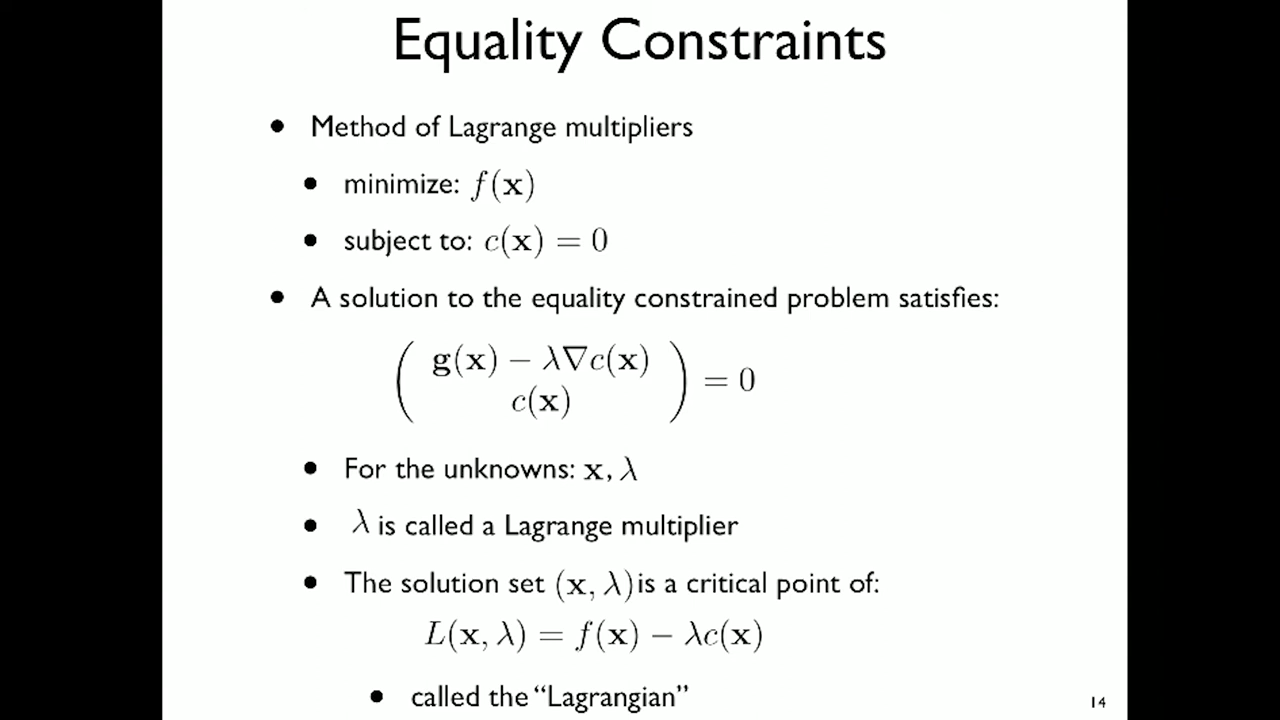 Equality Constraints
• Method of Lagrange multipliers
• minimize: f(x)
• subject to: c(x) = 0
• A solution to the equality constrained problem satisfies:
( g(x) − λ∇c(x)
c(x) ) = 0
• For the unknowns: x, λ
• λ is called a Lagrange multiplier
• The solution set (x, λ) is a critical point of:
L(x, λ) = f(x) − λc(x)
• called the “Lagrangian”
14